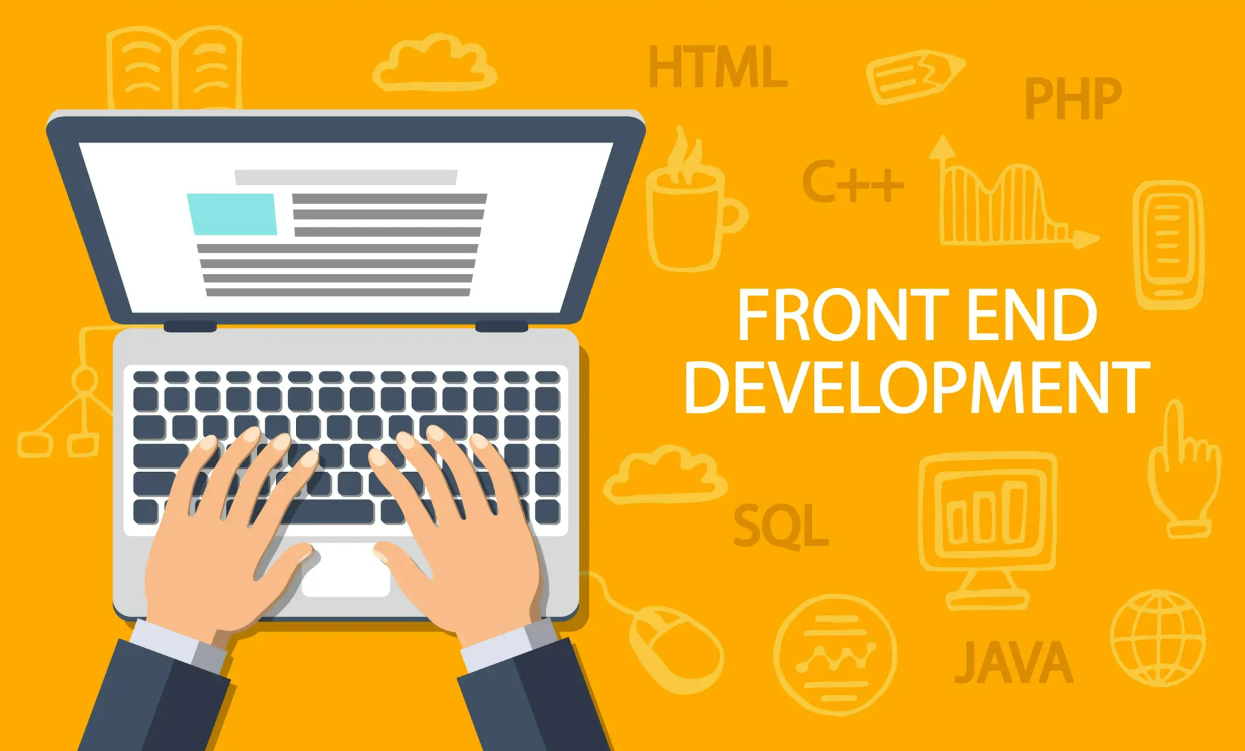 HTML
PHP
C++
FRONT END
DEVELOPMENT
SQL
JAVA